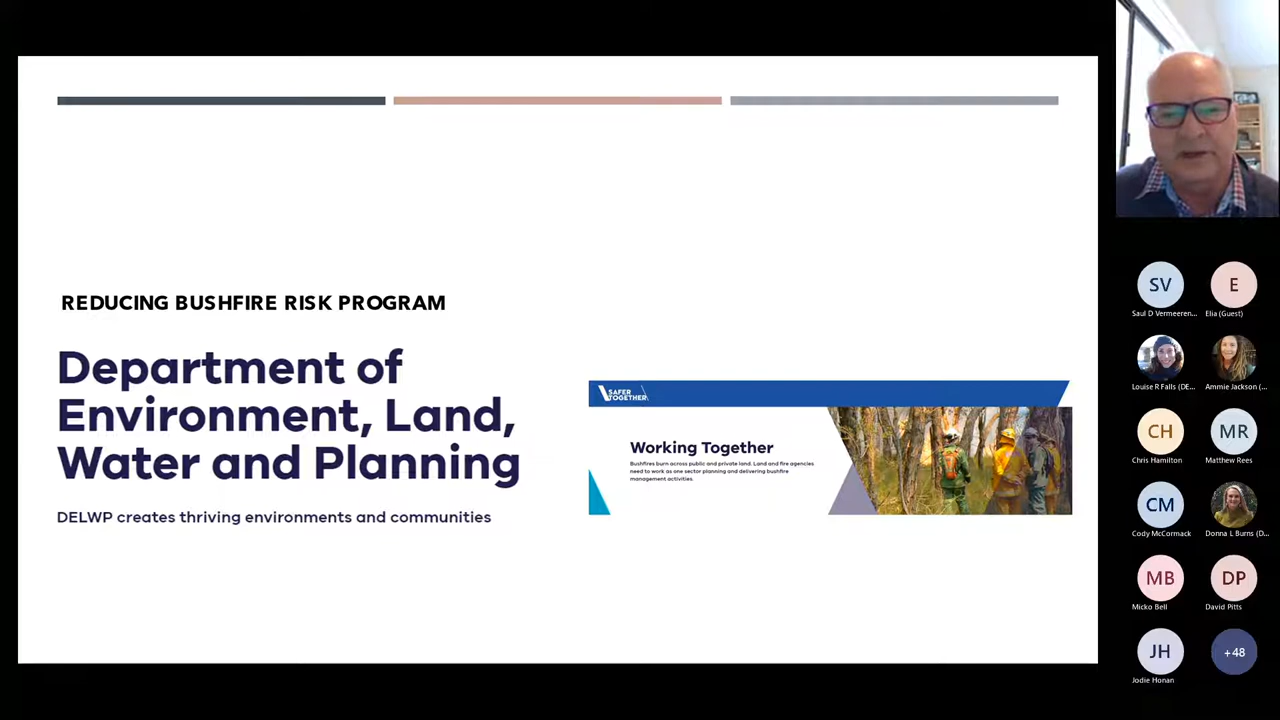 REDUCING BUSHFIRE RISK PROGRAM
Department of
Environment, Land,
Water and Planning
DELWP creates thriving environments and communities
SAFER
TOGETHER
Working Together
Bushfires burn across public and private land. Land and fire agencies
need to work as one sector planning and delivering bushfire
management activities.
SV
Saul D Vermeeren...
E
Elia (Guest)
Louise R Falls (DE...
Ammie Jackson (...
CH
Chris Hamilton
MR
Matthew Rees
CM
Cody McCormack
Donna L Burns (D...
MB
Micko Bell
DP
David Pitts
JH
Jodie Honan
+48